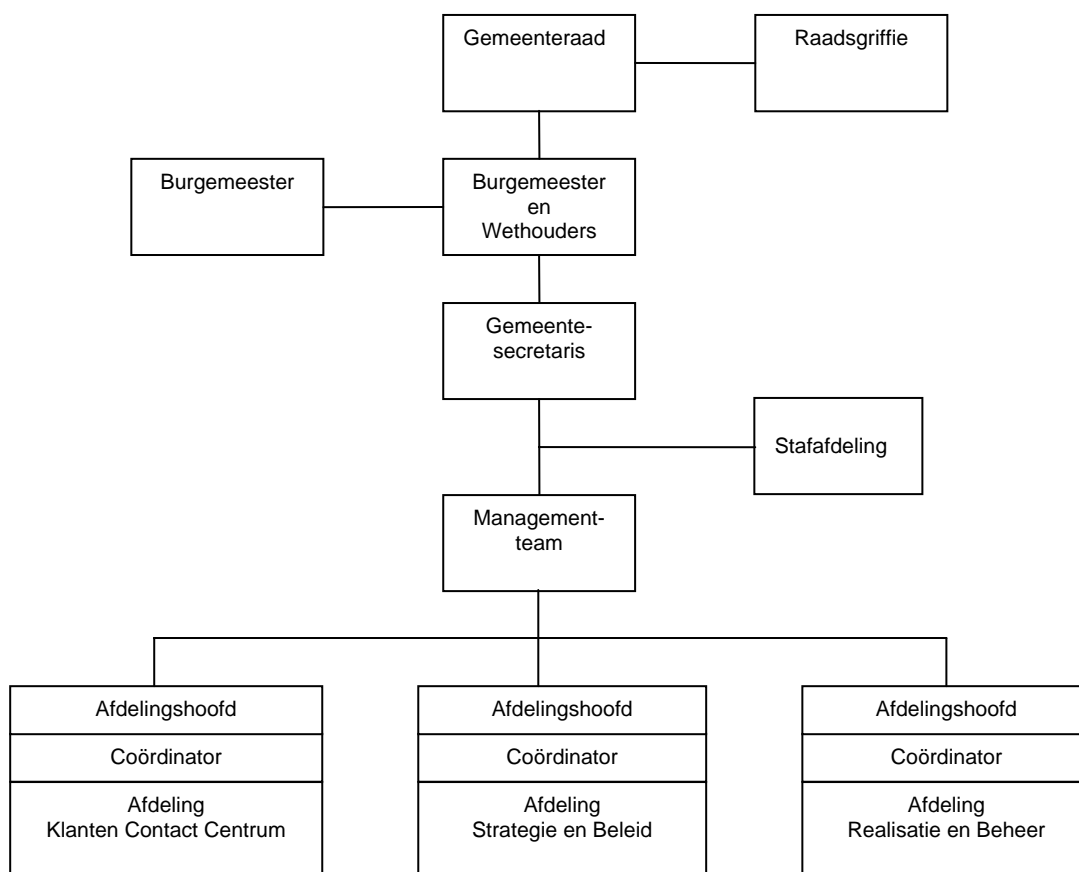 Gemeenteraad
Raadsgriffie
Burgemeester
Burgemeester
en
Wethouders
Gemeente-
secretaris
Stafafdeling
Management-
team
Afdelingshoofd
Coördinator
Afdeling
Klanten Contact Centrum
Afdelingshoofd
Coördinator
Afdeling
Strategie en Beleid
Afdelingshoofd
Coördinator
Afdeling
Realisatie en Beheer